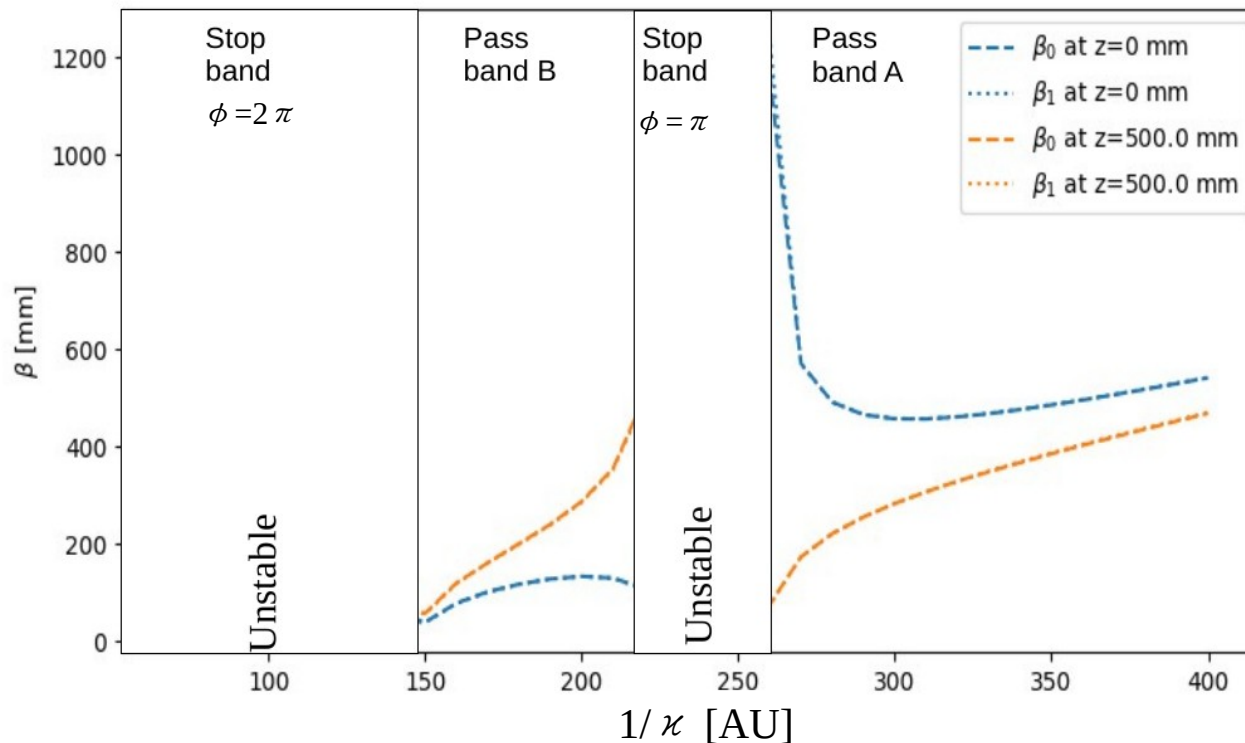 Stop
band
ϕ =2 π
Pass
band B
Stop
band
ϕ = π
Pass
band A
β₀ at z=0 mm
β₁ at z=0 mm
β₀ at z=500.0 mm
β₁ at z=500.0 mm
1200
1000
800
600
400
200
0
β [mm]
Unstable
Unstable
100
150
200
250
300
350
400
1/ ϰ [AU]